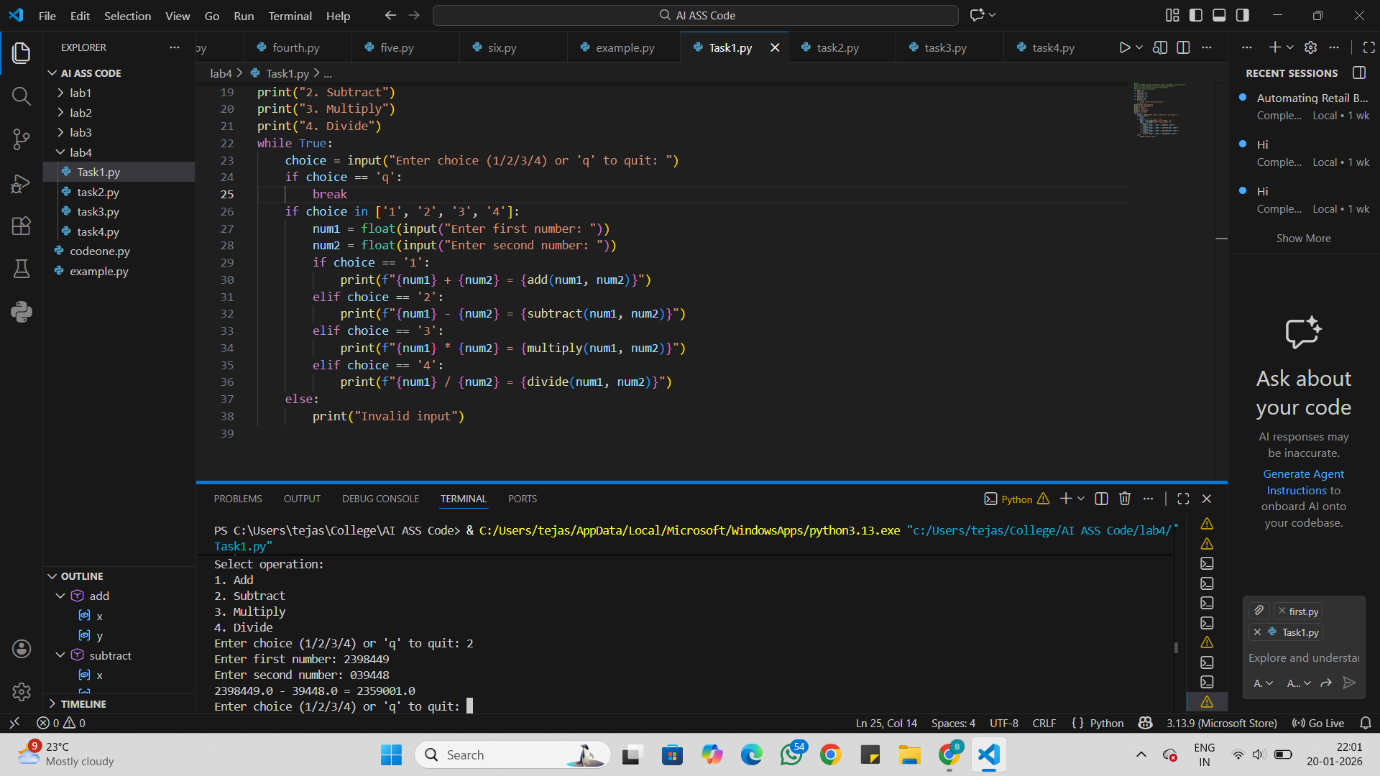 File Edit Selection View Go Run Terminal Help
AI ASS Code
EXPLORER
AI ASS CODE
lab1
lab2
lab3
lab4
Task1.py
task2.py
task3.py
task4.py
codeone.py
example.py
OUTLINE
add
x
y
subtract
x
TIMELINE
py fourth.py five.py six.py example.py Task1.py task2.py task3.py task4.py
lab4 > Task1.py > ...
19 print("2. Subtract")
20 print("3. Multiply")
21 print("4. Divide")
22 while True:
23 choice = input("Enter choice (1/2/3/4) or 'q' to quit: ")
24 if choice == 'q':
25 break
26 if choice in ['1', '2', '3', '4']:
27 num1 = float(input("Enter first number: "))
28 num2 = float(input("Enter second number: "))
29 if choice == '1':
30 print(f"{num1} + {num2} = {add(num1, num2)}")
31 elif choice == '2':
32 print(f"{num1} - {num2} = {subtract(num1, num2)}")
33 elif choice == '3':
34 print(f"{num1} * {num2} = {multiply(num1, num2)}")
35 elif choice == '4':
36 print(f"{num1} / {num2} = {divide(num1, num2)}")
37 else:
38 print("Invalid input")
39
PROBLEMS OUTPUT DEBUG CONSOLE TERMINAL PORTS
Python
PS C:\Users\tejas\College\AI ASS Code> & C:/Users/tejas/AppData/Local/Microsoft/WindowsApps/python3.13.exe "c:/Users/tejas/College/AI ASS Code/lab4/
Task1.py"
Select operation:
1. Add
2. Subtract
3. Multiply
4. Divide
Enter choice (1/2/3/4) or 'q' to quit: 2
Enter first number: 2398449
Enter second number: 039448
2398449.0 - 39448.0 = 2359001.0
Enter choice (1/2/3/4) or 'q' to quit:
RECENT SESSIONS
Automating Retail B...
Comple... Local • 1 wk
Hi
Comple... Local • 1 wk
Hi
Comple... Local • 1 wk
Show More
Ask about
your code
AI responses may
be inaccurate.
Generate Agent
Instructions to
onboard AI onto
your codebase.
first.py
Task1.py
Explore and understa
A. A...
0 0
Ln 25, Col 14 Spaces: 4 UTF-8 CRLF {} Python 3.13.9 (Microsoft Store) Go Live
9
23°C
Mostly cloudy
Search
54
B
ENG
IN
22:01
20-01-2026